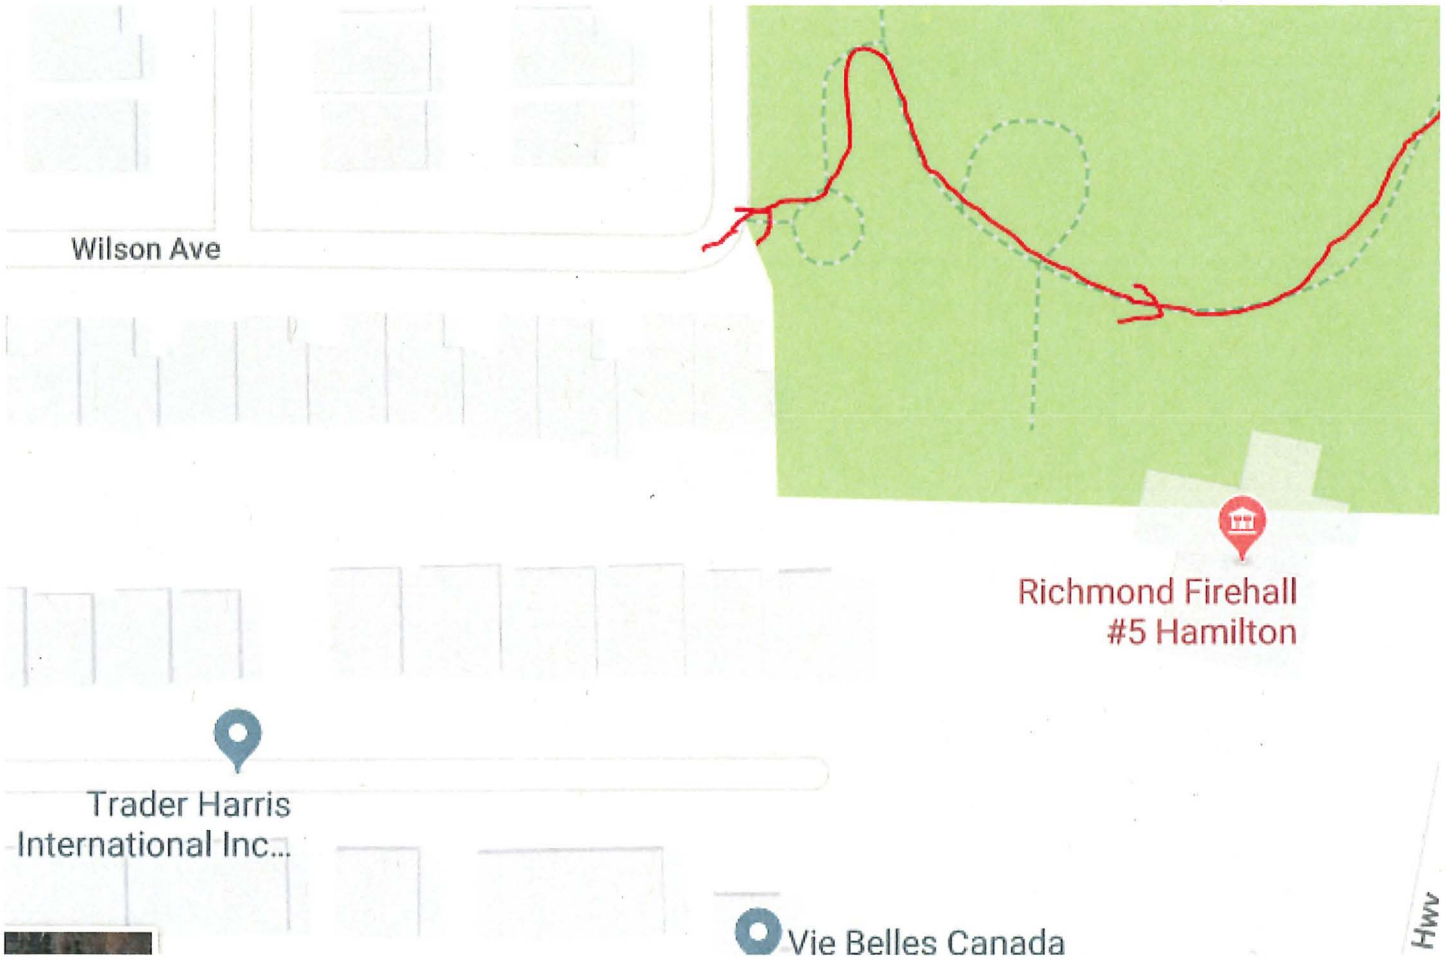 Wilson Ave
Richmond Firehall
#5 Hamilton
Trader Harris
International Inc...
Vie Belles Canada
Hwy